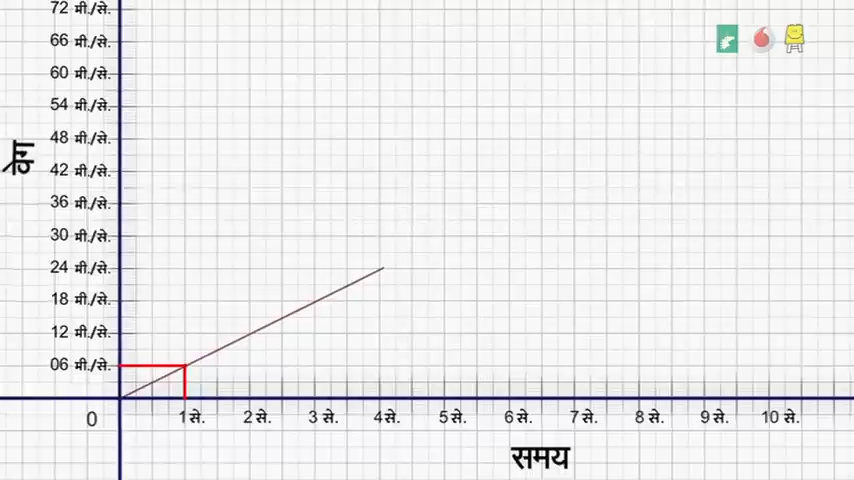 72 मी./से.
66 मी./से.
60 मी./से.
54 मी./से.
48 मी./से.
42 मी./से.
36 मी./से.
30 मी./से.
24 मी./से.
18 मी./से.
12 मी./से.
06 मी./से.
वेग
0 1 से. 2 से. 3 से. 4 से. 5 से. 6 से. 7 से. 8 से. 9 से. 10 से.
समय